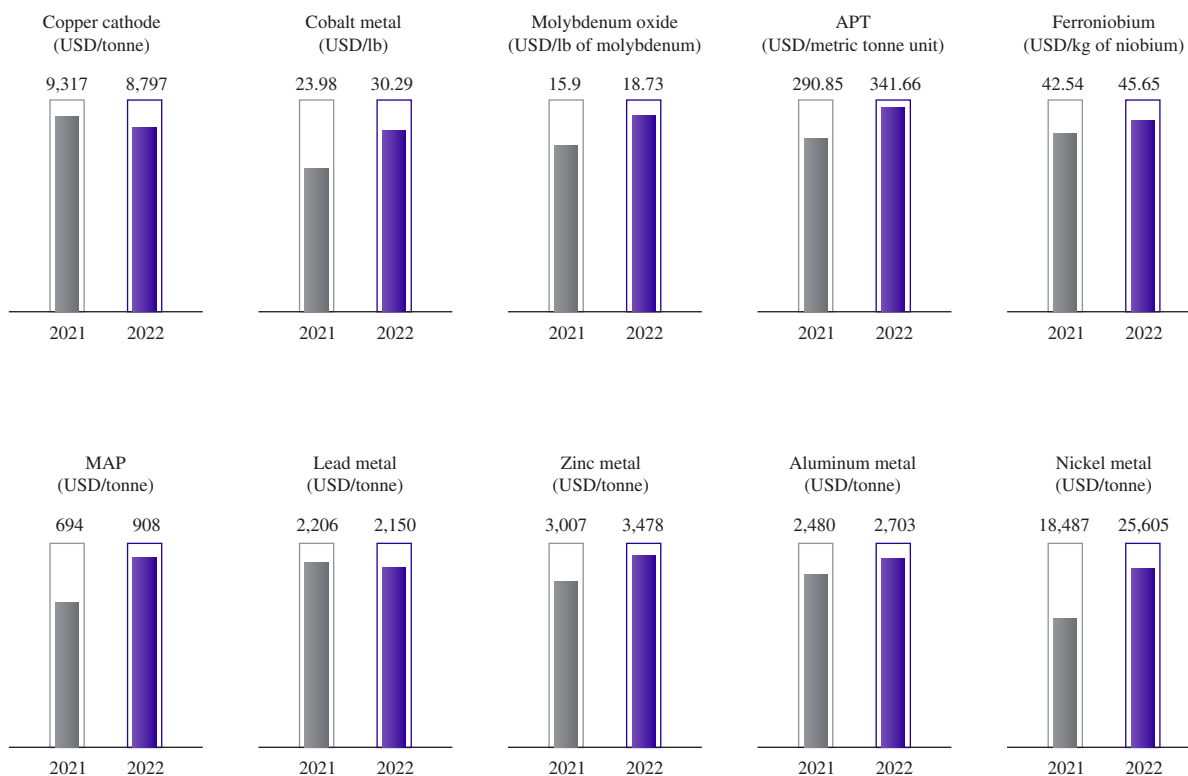 Copper cathode
(USD/tonne)
9,317 8,797
2021 2022
Cobalt metal
(USD/lb)
23.98 30.29
2021 2022
Molybdenum oxide
(USD/lb of molybdenum)
15.9 18.73
2021 2022
APT
(USD/metric tonne unit)
290.85 341.66
2021 2022
Ferroniobium
(USD/kg of niobium)
42.54 45.65
2021 2022
MAP
(USD/tonne)
694 908
2021 2022
Lead metal
(USD/tonne)
2,206 2,150
2021 2022
Zinc metal
(USD/tonne)
3,007 3,478
2021 2022
Aluminum metal
(USD/tonne)
2,480 2,703
2021 2022
Nickel metal
(USD/tonne)
18,487 25,605
2021 2022